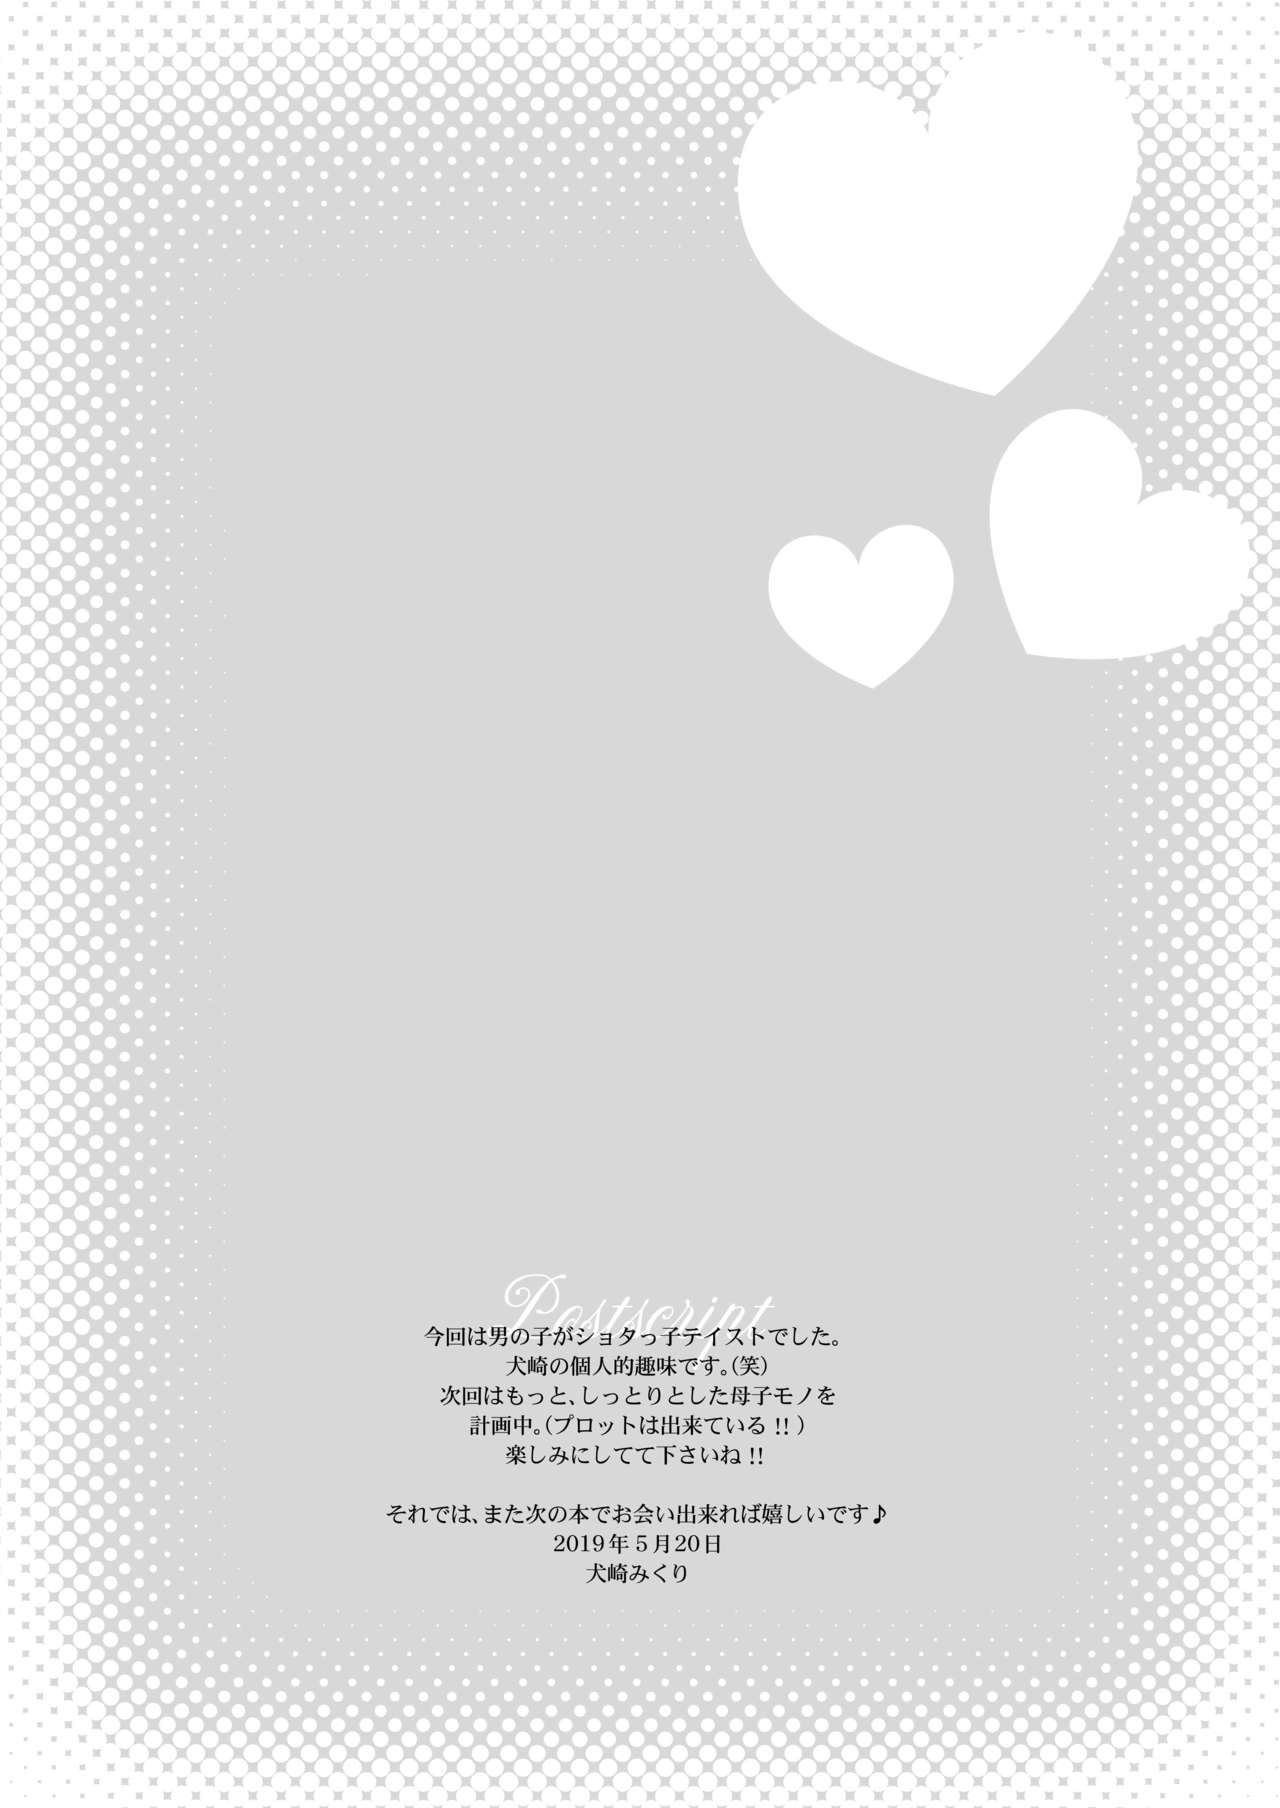 Postscript
今回は男の子がショタっ子テイストでした。
犬崎の個人的趣味です。(笑)
次回はもっと、しっとりとした母子モノを
計画中。(プロットは出来ている !! )
楽しみにしてて下さいね !!
それでは、また次の本でお会い出来れば嬉しいです♪
2019年5月20日
犬崎みくり